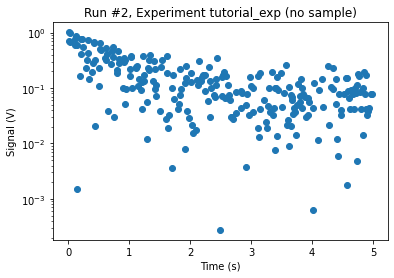 Run #2, Experiment tutorial_exp (no sample)
Signal (V)
10⁰
10⁻¹
10⁻²
10⁻³
0 1 2 3 4 5
Time (s)